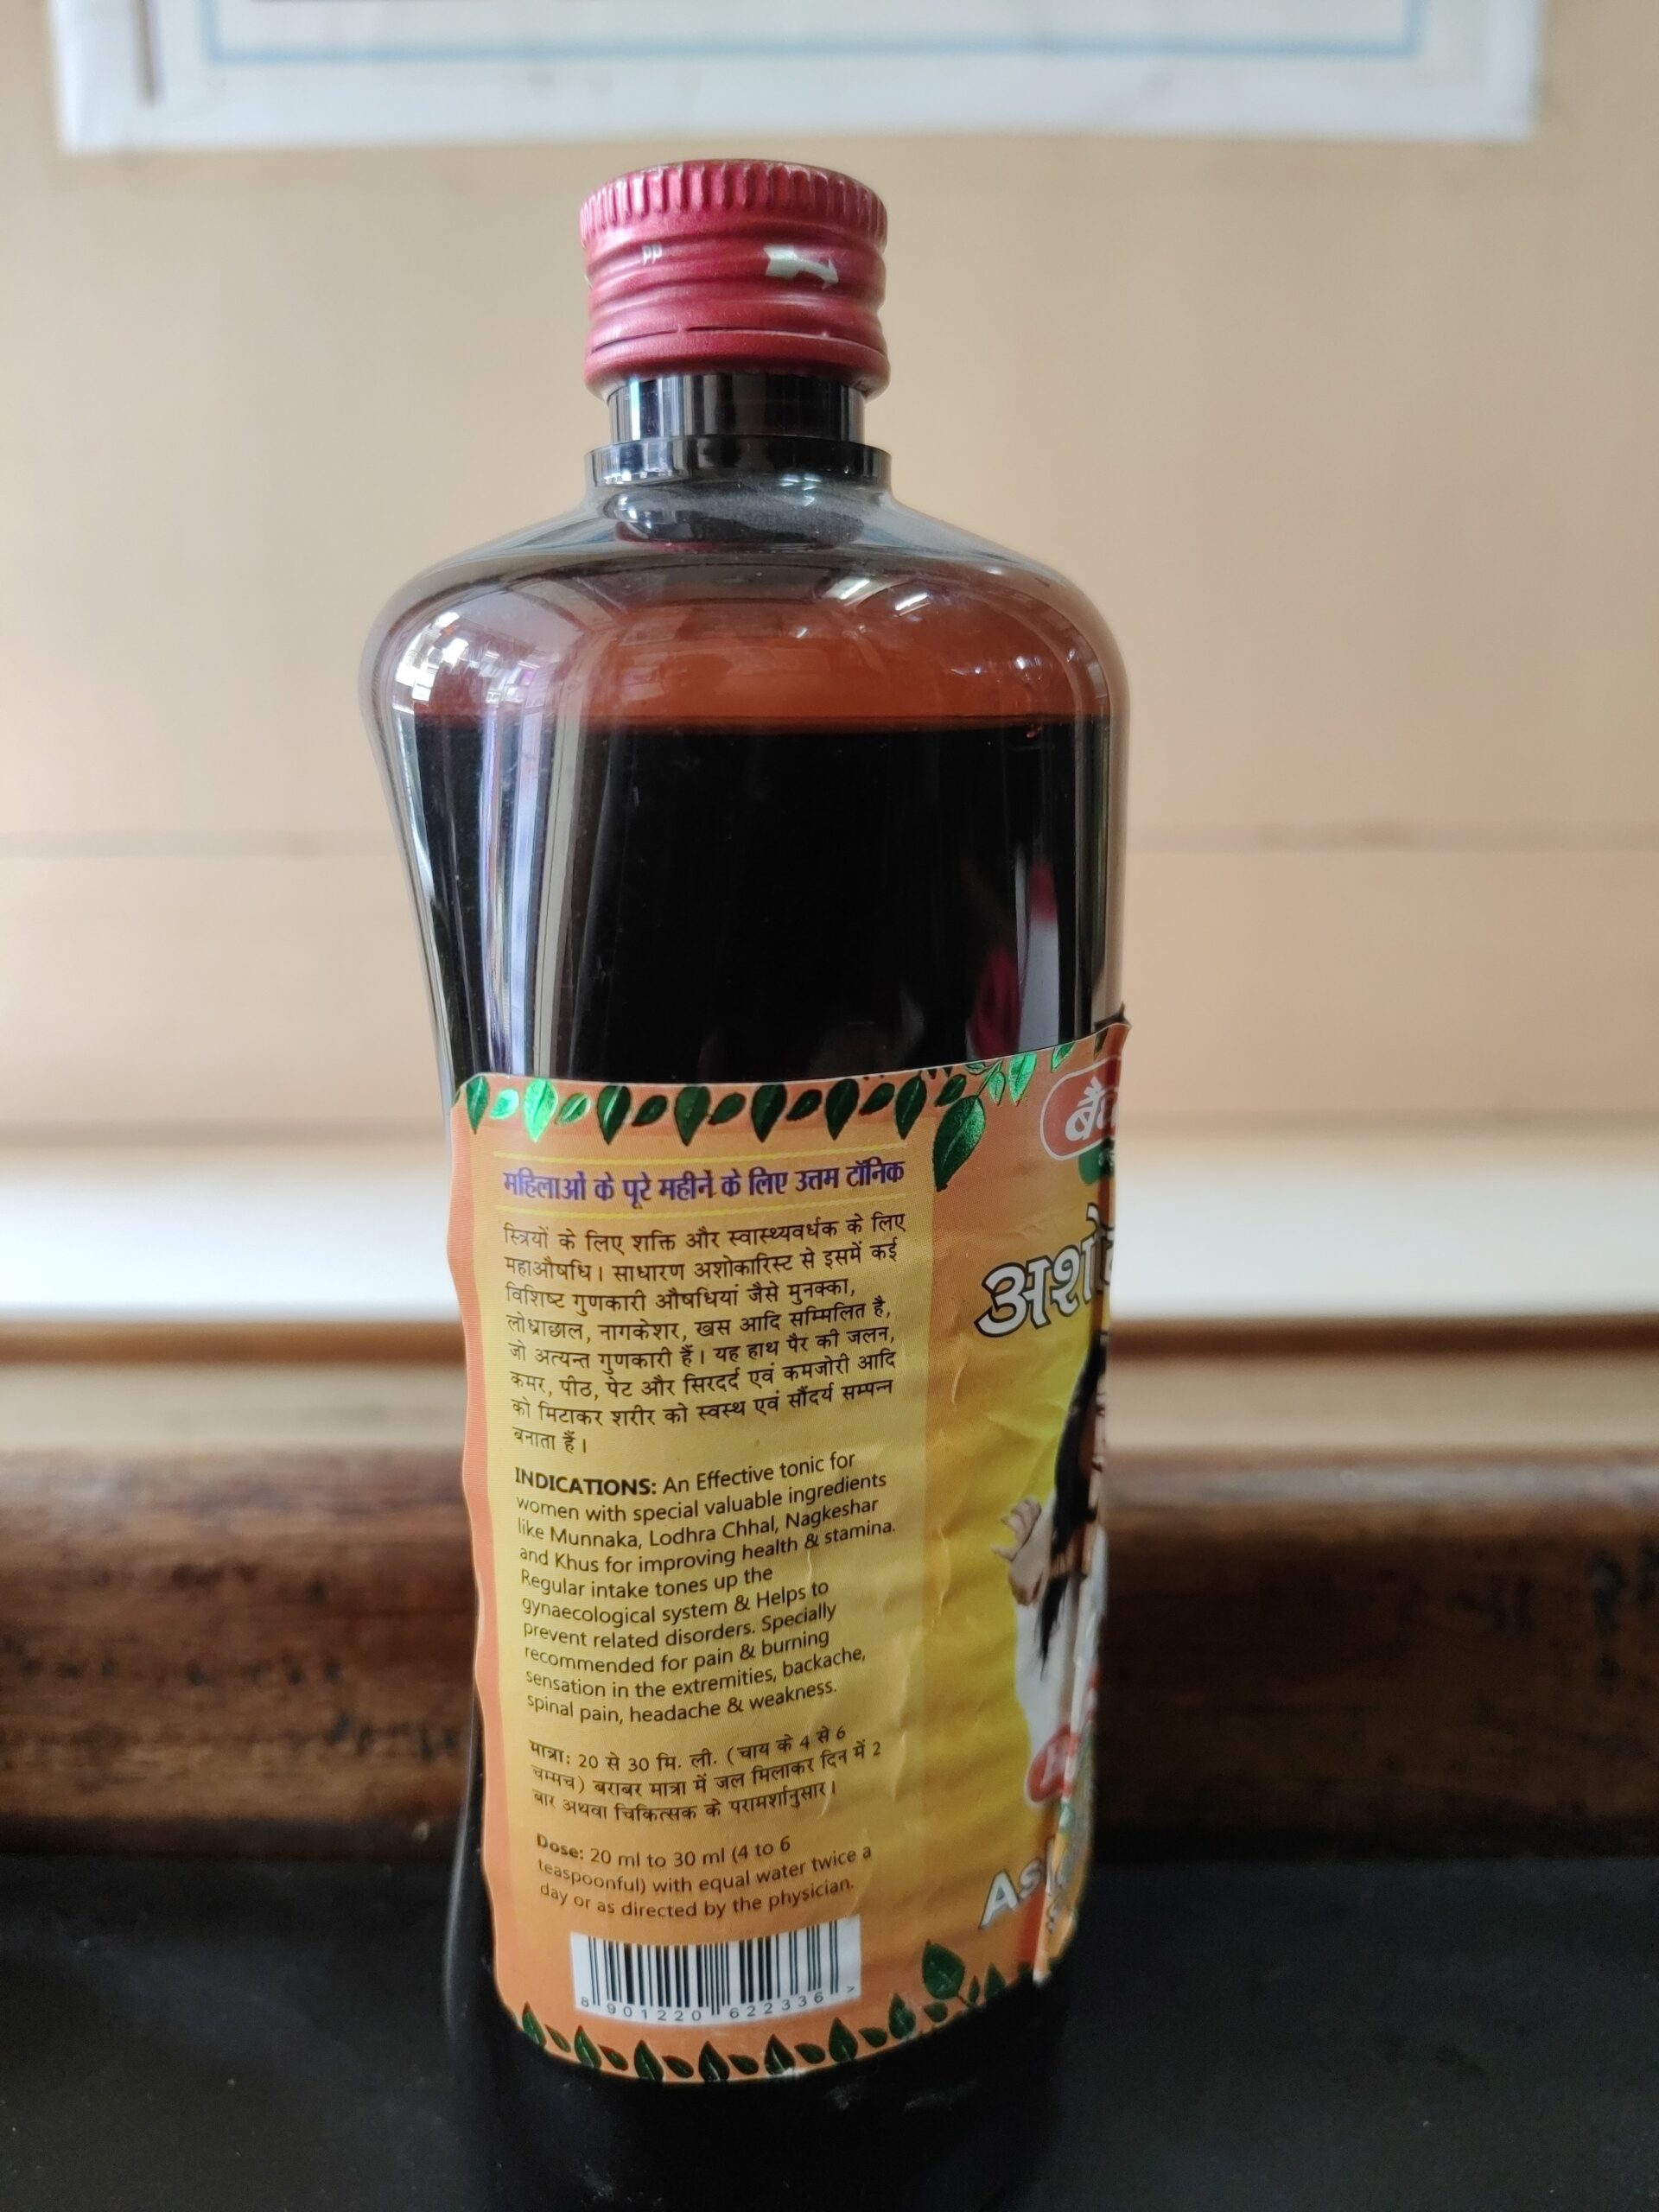 महिलाओं के पूरे महीनें के लिए उत्तम टॉनिक
स्त्रियों के लिए शक्ति और स्वास्थ्यवर्धक के लिए
महाऔषधि। साधारण अशोकारिस्ट से इसमें कई
विशिष्ट गुणकारी औषधियां जैसे मुनक्का,
लोध्राछाल, नागकेशर, खस आदि सम्मिलित है,
जो अत्यन्त गुणकारी हैं। यह हाथ पैर की जलन,
कमर, पीठ, पेट और सिरदर्द एवं कमजोरी आदि
को मिटाकर शरीर को स्वस्थ एवं सौंदर्य सम्पन्न
बनाता हैं।
INDICATIONS: An Effective tonic for
women with special valuable ingredients
like Munnaka, Lodhra Chhal, Nagkeshar
and Khus for improving health & stamina.
Regular intake tones up the
gynaecological system & Helps to
prevent related disorders. Specially
recommended for pain & burning
sensation in the extremities, backache,
spinal pain, headache & weakness.
मात्रा: 20 से 30 मि. ली. (चाय के 4 से 6
चम्मच) बराबर मात्रा में जल मिलाकर दिन में 2
बार अथवा चिकित्सक के परामर्शानुसार।
Dose: 20 ml to 30 ml (4 to 6
teaspoonful) with equal water twice a
day or as directed by the physician.
8 901220 622336 >